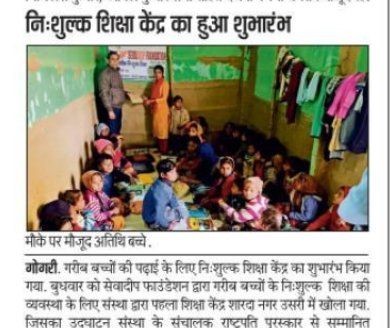 निःशुल्क शिक्षा केंद्र का हुआ शुभारंभ
मौके पर मौजूद अतिथि बच्चे.
गोगरी. गरीब बच्चों की पढ़ाई के लिए निःशुल्क शिक्षा केंद्र का शुभारंभ किया
गया. बुधवार को सेवादीप फाउंडेशन द्वारा गरीब बच्चों के निःशुल्क शिक्षा की
व्यवस्था के लिए संस्था द्वारा पहला शिक्षा केंद्र शारदा नगर उसरी में खोला गया.
जिसका उद्घाटन संस्था के संचालक राष्ट्रपति पुरस्कार से सम्मानित